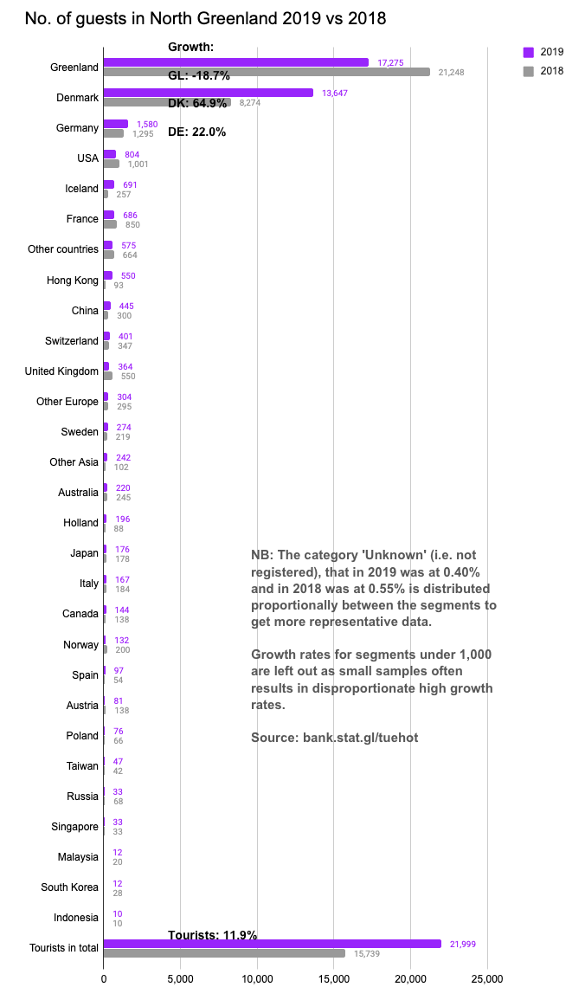 No. of guests in North Greenland 2019 vs 2018
2019
2018
Growth:
Greenland 17,275
21,248
GL: -18.7%
Denmark 13,647
8,274
DK: 64.9%
Germany 1,580
1,295
DE: 22.0%
USA 804
1,001
Iceland 691
257
France 686
850
Other countries 575
664
Hong Kong 550
93
China 445
300
Switzerland 401
347
United Kingdom 364
550
Other Europe 304
295
Sweden 274
219
Other Asia 242
102
Australia 220
245
Holland 196
88
Japan 176
178
Italy 167
184
Canada 144
138
Norway 132
200
Spain 97
54
Austria 81
138
Poland 76
66
Taiwan 47
42
Russia 33
68
Singapore 33
33
Malaysia 12
20
South Korea 12
28
Indonesia 10
10
Tourists: 11.9%
Tourists in total 21,999
15,739
0 5,000 10,000 15,000 20,000 25,000
NB: The category 'Unknown' (i.e. not
registered), that in 2019 was at 0.40%
and in 2018 was at 0.55% is distributed
proportionally between the segments to
get more representative data.
Growth rates for segments under 1,000
are left out as small samples often
results in disproportionate high growth
rates.
Source: bank.stat.gl/tuehot